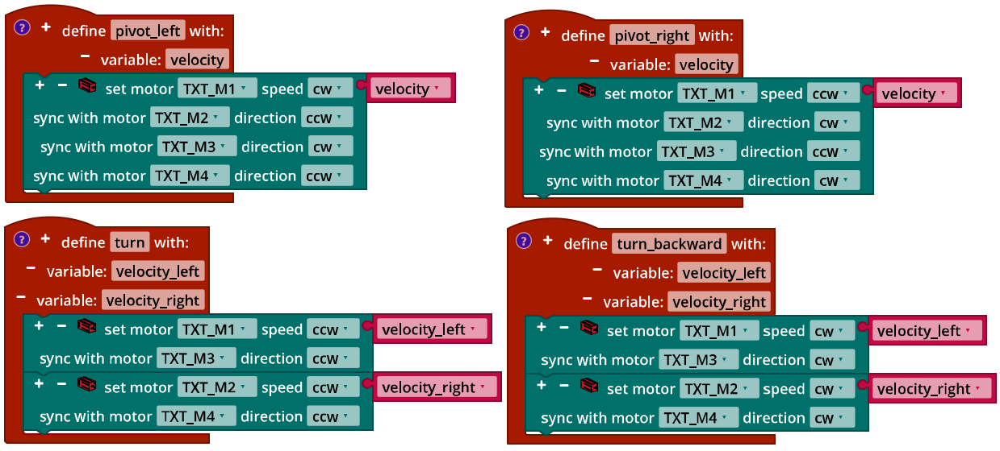 ? + define pivot_left with:
− variable: velocity
+ − set motor TXT_M1 speed cw velocity
sync with motor TXT_M2 direction ccw
sync with motor TXT_M3 direction cw
sync with motor TXT_M4 direction ccw
? + define pivot_right with:
− variable: velocity
+ − set motor TXT_M1 speed ccw velocity
sync with motor TXT_M2 direction cw
sync with motor TXT_M3 direction ccw
sync with motor TXT_M4 direction cw
? + define turn with:
− variable: velocity_left
− variable: velocity_right
+ − set motor TXT_M1 speed ccw velocity_left
sync with motor TXT_M3 direction ccw
+ − set motor TXT_M2 speed ccw velocity_right
sync with motor TXT_M4 direction ccw
? + define turn_backward with:
− variable: velocity_left
− variable: velocity_right
+ − set motor TXT_M1 speed cw velocity_left
sync with motor TXT_M3 direction cw
+ − set motor TXT_M2 speed cw velocity_right
sync with motor TXT_M4 direction cw